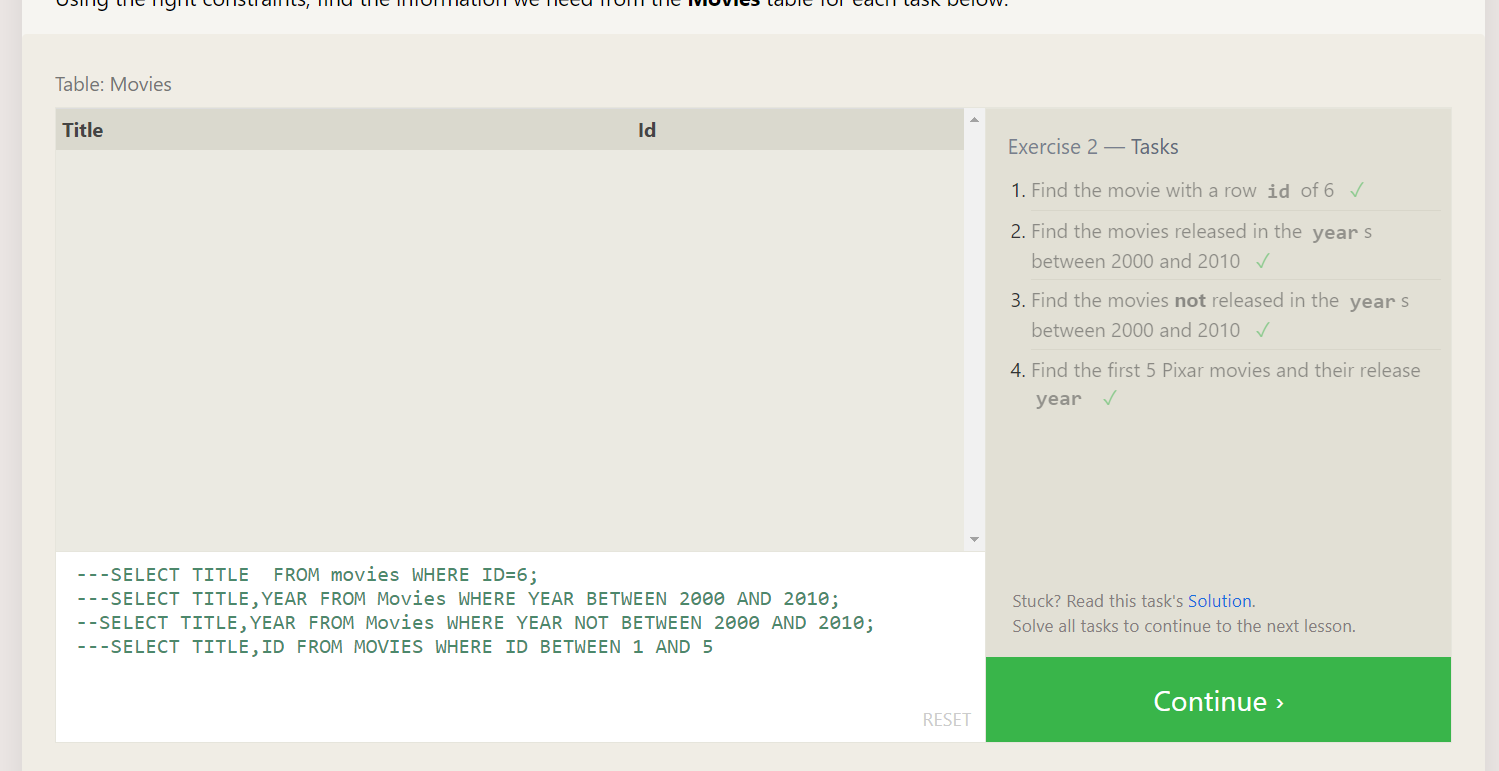 Using the right constraints, find the information we need from the Movies table for each task below.
Table: Movies
Title Id
Exercise 2 — Tasks
1. Find the movie with a row id of 6 ✓
2. Find the movies released in the year s
between 2000 and 2010 ✓
3. Find the movies not released in the year s
between 2000 and 2010 ✓
4. Find the first 5 Pixar movies and their release
year ✓
---SELECT TITLE  FROM movies WHERE ID=6;
---SELECT TITLE,YEAR FROM Movies WHERE YEAR BETWEEN 2000 AND 2010;
--SELECT TITLE,YEAR FROM Movies WHERE YEAR NOT BETWEEN 2000 AND 2010;
---SELECT TITLE,ID FROM MOVIES WHERE ID BETWEEN 1 AND 5
RESET
Stuck? Read this task's Solution.
Solve all tasks to continue to the next lesson.
Continue ›